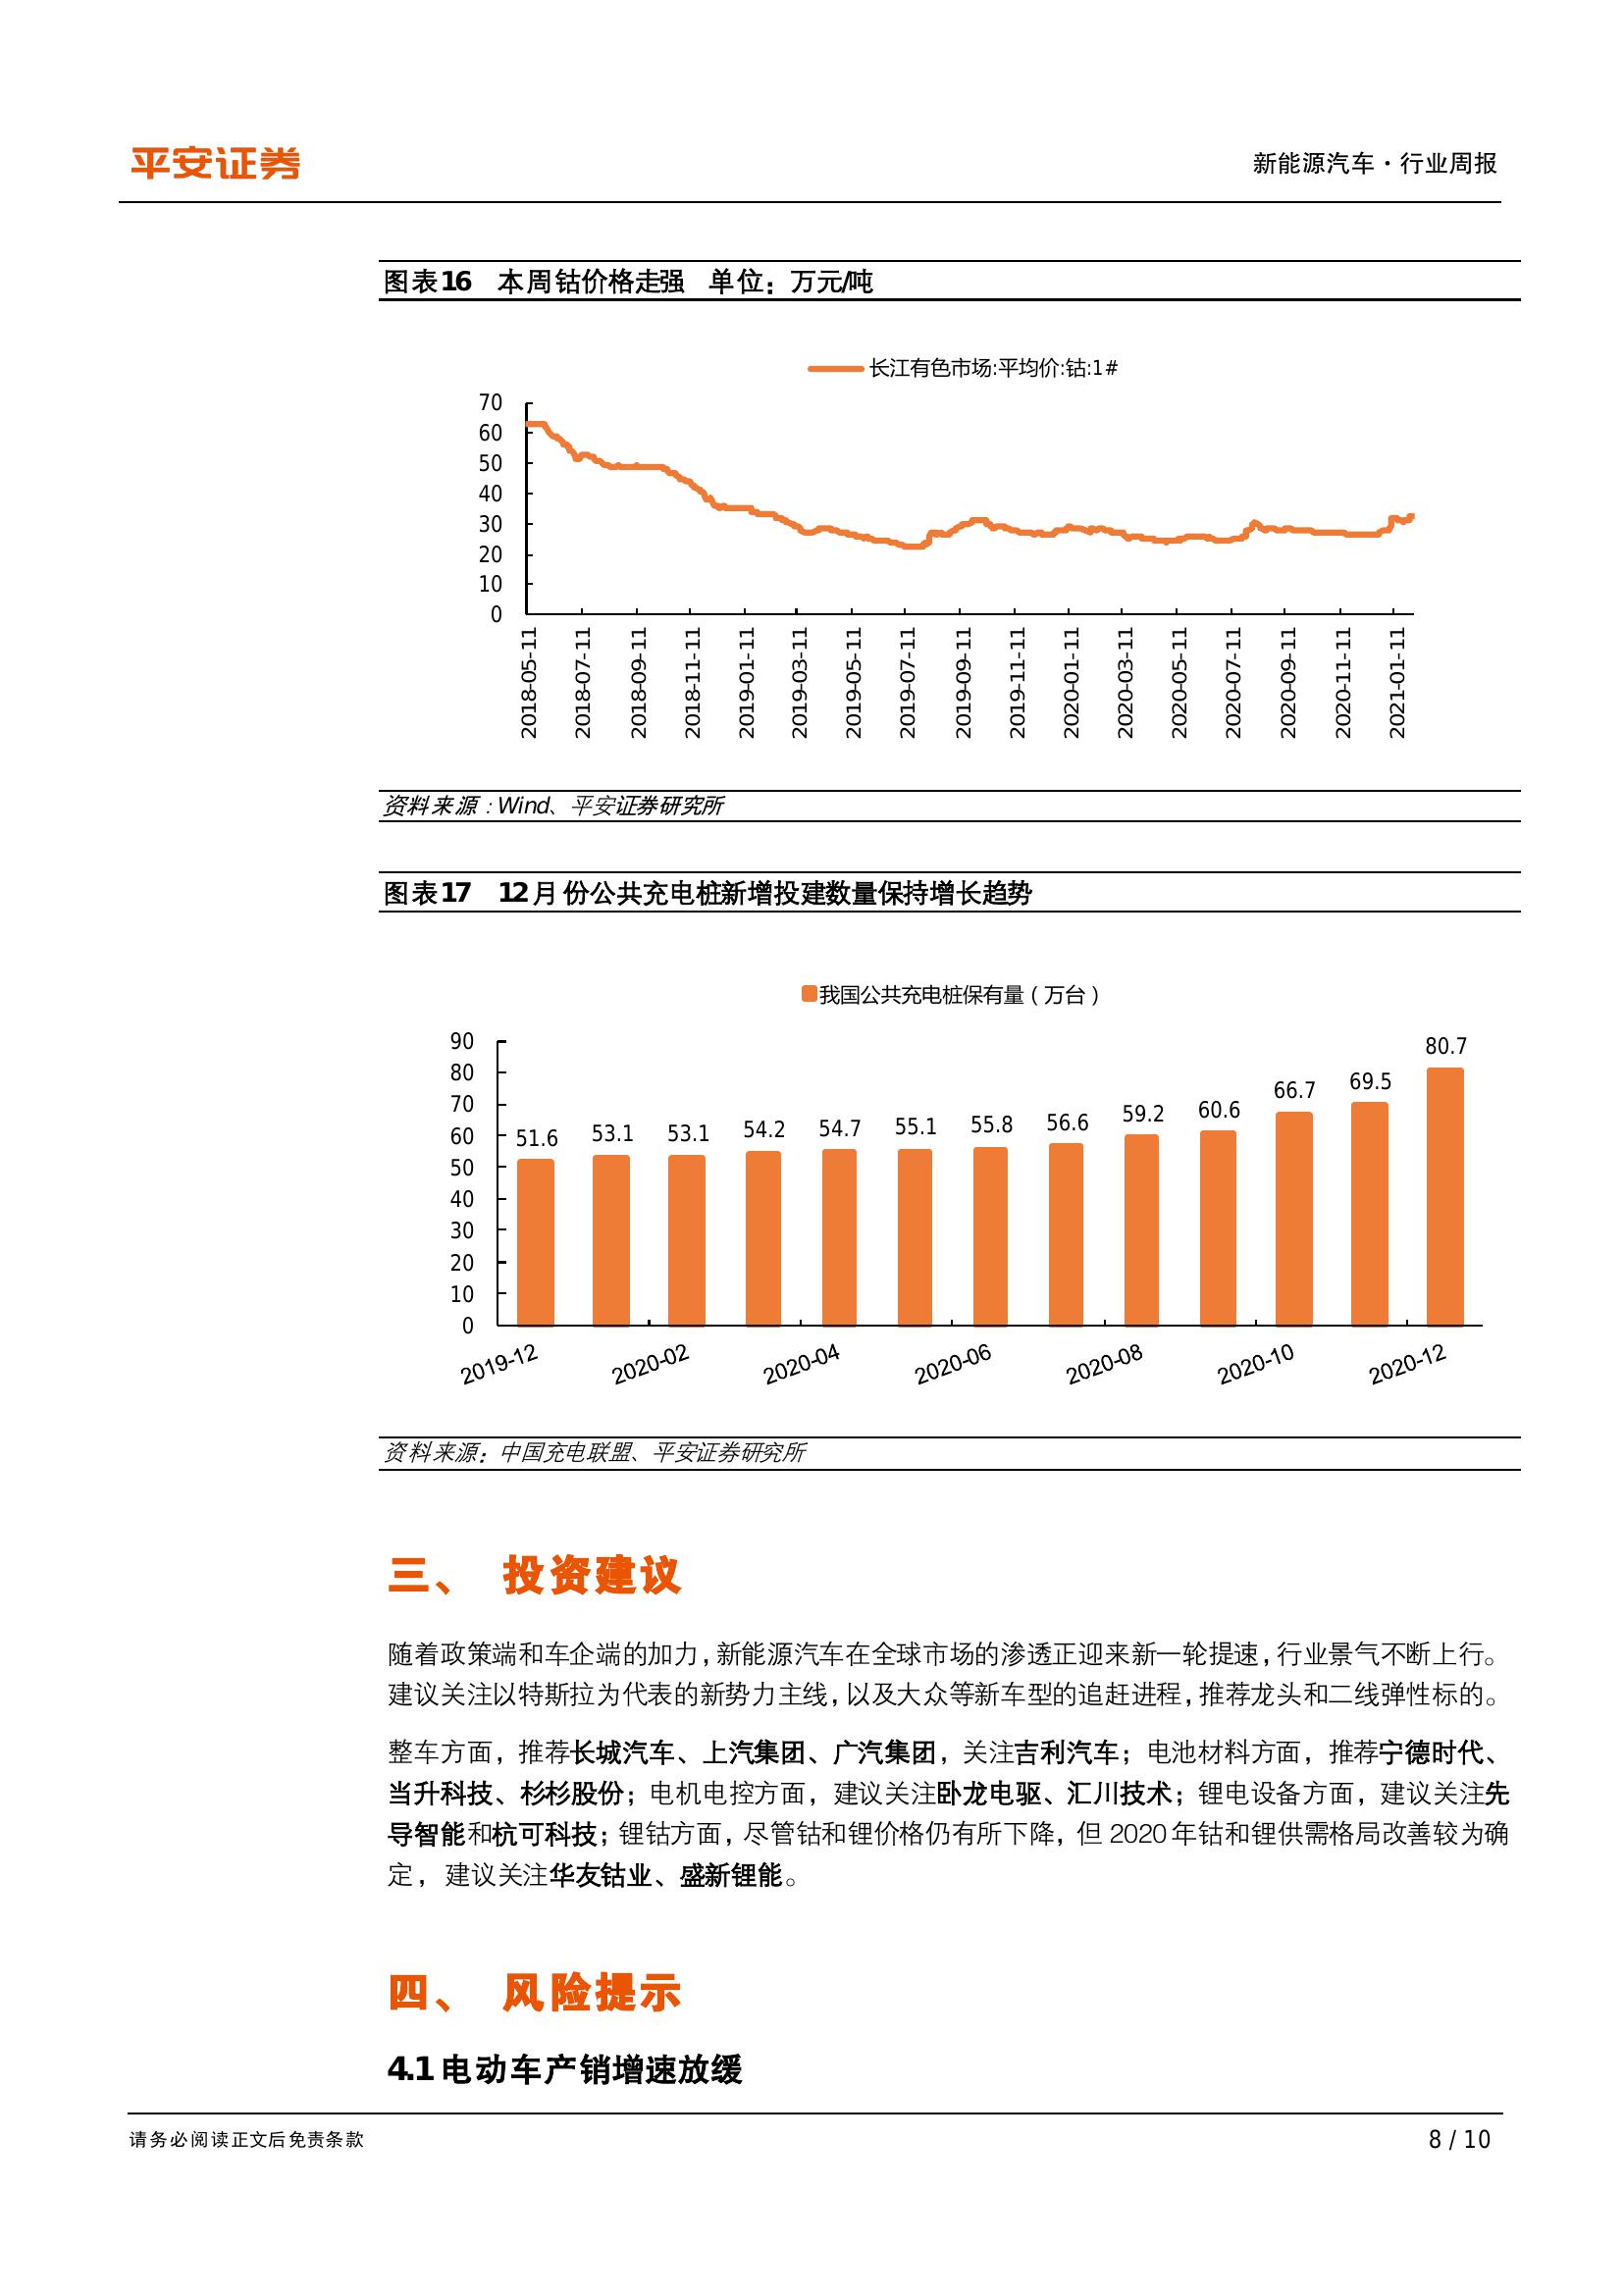 平安证券
新能源汽车·行业周报
图表16 本周钴价格走强 单位：万元/吨
长江有色市场:平均价:钴:1#
70
60
50
40
30
20
10
0
2018-05-11
2018-07-11
2018-09-11
2018-11-11
2019-01-11
2019-03-11
2019-05-11
2019-07-11
2019-09-11
2019-11-11
2020-01-11
2020-03-11
2020-05-11
2020-07-11
2020-09-11
2020-11-11
2021-01-11
资料来源：Wind、平安证券研究所
图表17 12月份公共充电桩新增投建数量保持增长趋势
我国公共充电桩保有量（万台）
90
80
70
60
50
40
30
20
10
0
51.6
53.1
53.1
54.2
54.7
55.1
55.8
56.6
59.2
60.6
66.7
69.5
80.7
2019-12
2020-02
2020-04
2020-06
2020-08
2020-10
2020-12
资料来源：中国充电联盟、平安证券研究所
三、 投资建议
随着政策端和车企端的加力，新能源汽车在全球市场的渗透正迎来新一轮提速，行业景气不断上行。
建议关注以特斯拉为代表的新势力主线，以及大众等新车型的追赶进程，推荐龙头和二线弹性标的。
整车方面，推荐长城汽车、上汽集团、广汽集团，关注吉利汽车；电池材料方面，推荐宁德时代、
当升科技、杉杉股份；电机电控方面，建议关注卧龙电驱、汇川技术；锂电设备方面，建议关注先
导智能和杭可科技；锂钴方面，尽管钴和锂价格仍有所下降，但 2020 年钴和锂供需格局改善较为确
定，建议关注华友钴业、盛新锂能。
四、 风险提示
4.1 电动车产销增速放缓
请务必阅读正文后免责条款
8 / 10